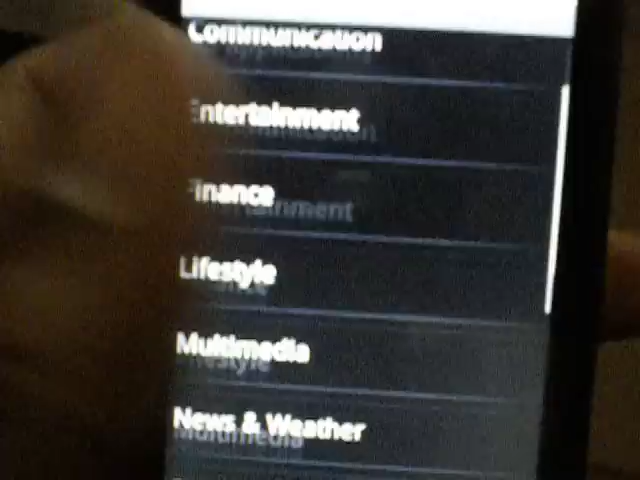 Communication
Entertainment
Finance
Lifestyle
Multimedia
News & Weather